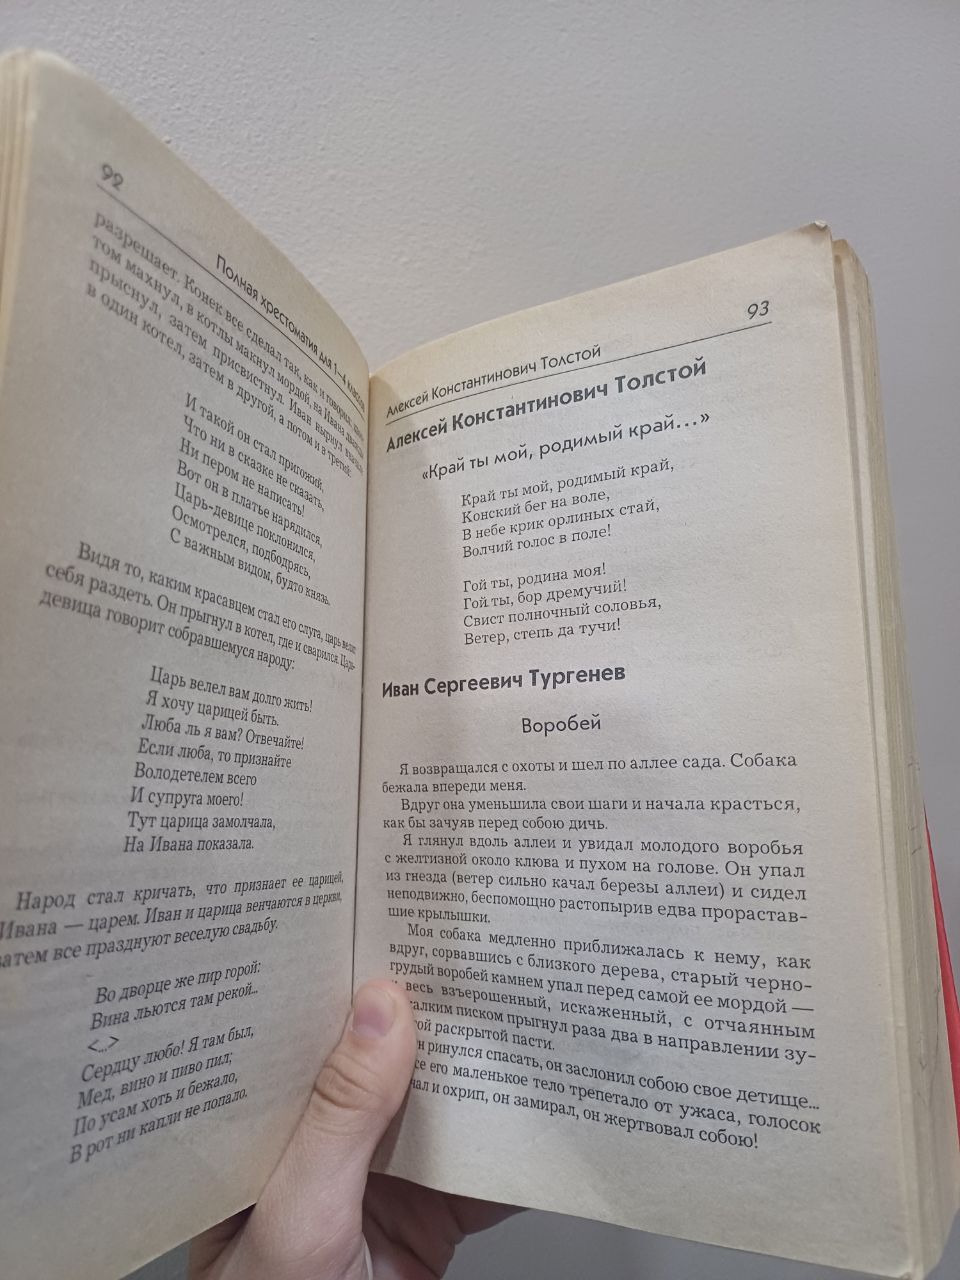 92
Полная хрестоматия для 1–4 классов
разрешает. Конек все сделал так, как и говорил,
том махнул, в котлы макнул мордой, на Ивана дважды
прыснул, затем присвистнул. Иван нырнул вначале
в один котел, затем в другой, а потом и в третий:
И такой он стал пригожий,
Что ни в сказке не сказать,
Ни пером не написать!
Вот он в платье нарядился,
Царь-девице поклонился,
Осмотрелся, подбодрясь,
С важным видом, будто князь.
Видя то, каким красавцем стал его слуга, царь велит
себя раздеть. Он прыгнул в котел, где и сварился. Царь-
девица говорит собравшемуся народу:
Царь велел вам долго жить!
Я хочу царицей быть.
Люба ль я вам? Отвечайте!
Если люба, то признайте
Володетелем всего
И супруга моего!
Тут царица замолчала,
На Ивана показала.
Народ стал кричать, что признает ее царицей,
Ивана — царем. Иван и царица венчаются в церкви,
затем все празднуют веселую свадьбу.
Во дворце же пир горой:
Вина льются там рекой...
<...>
Сердцу любо! Я там был,
Мед, вино и пиво пил;
По усам хоть и бежало,
В рот ни капли не попало.
93
Алексей Константинович Толстой
Алексей Константинович Толстой
«Край ты мой, родимый край...»
Край ты мой, родимый край,
Конский бег на воле,
В небе крик орлиных стай,
Волчий голос в поле!
Гой ты, родина моя!
Гой ты, бор дремучий!
Свист полночный соловья,
Ветер, степь да тучи!
Иван Сергеевич Тургенев
Воробей
Я возвращался с охоты и шел по аллее сада. Собака
бежала впереди меня.
Вдруг она уменьшила свои шаги и начала красться,
как бы зачуяв перед собою дичь.
Я глянул вдоль аллеи и увидал молодого воробья
с желтизной около клюва и пухом на голове. Он упал
из гнезда (ветер сильно качал березы аллеи) и сидел
неподвижно, беспомощно растопырив едва прораставшие
шие крылышки.
Моя собака медленно приближалась к нему, как
вдруг, сорвавшись с близкого дерева, старый черно-
грудый воробей камнем упал перед самой ее мордой —
и весь взъерошенный, искаженный, с отчаянным
жалким писком прыгнул раза два в направлении зу-
раскрытой пасти.
ринулся спасать, он заслонил собою свое детище...
его маленькое тело трепетало от ужаса, голосок
и охрип, он замирал, он жертвовал собою!